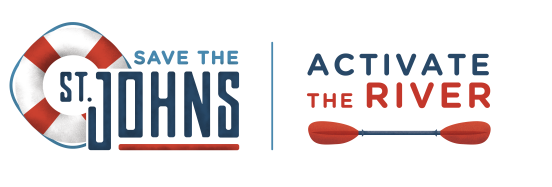 SAVE THE
ST. JOHNS
ACTIVATE
THE RIVER